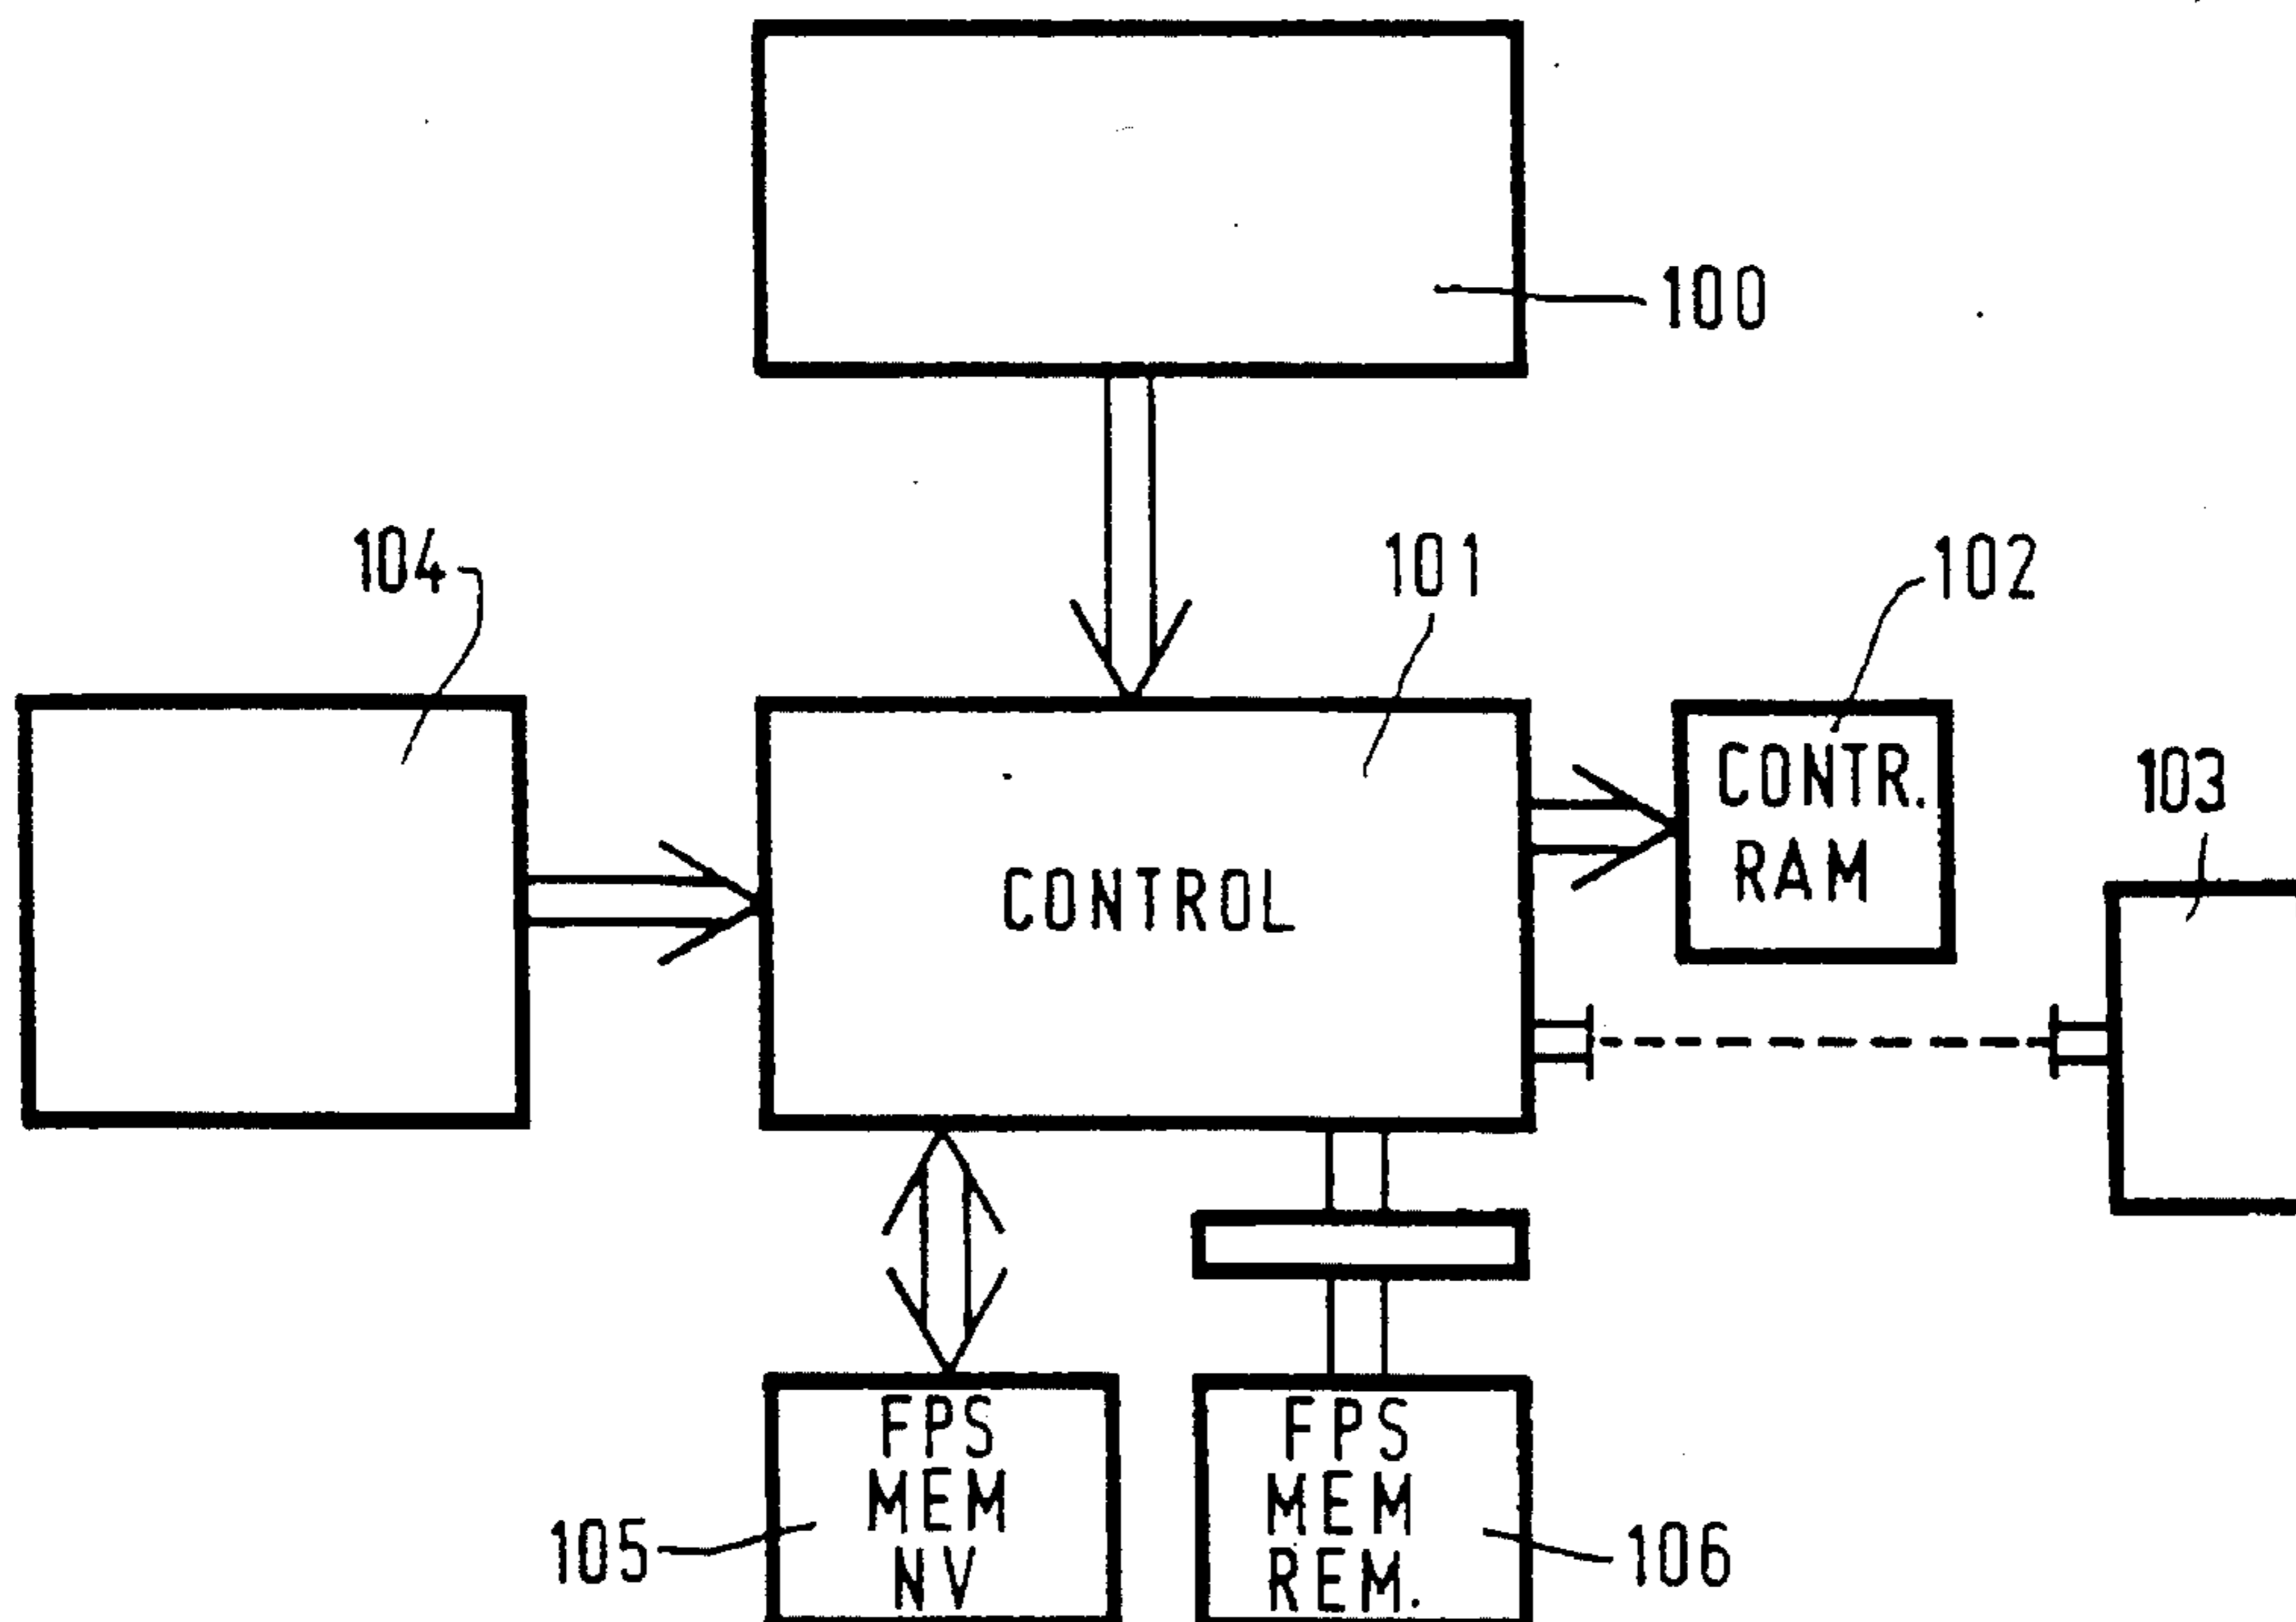 100
104
101
102
CONTR.
RAM
103
CONTROL
FPS
MEM
NV
105
FPS
MEM
REM.
106